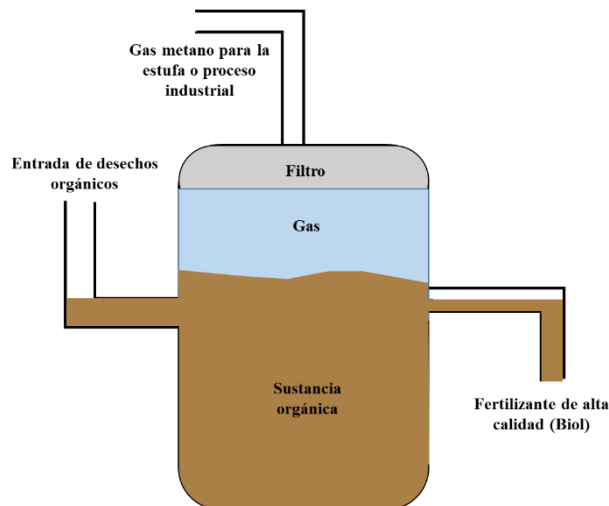 Gas metano para la
estufa o proceso
industrial
Entrada de desechos
orgánicos
Filtro
Gas
Sustancia
orgánica
Fertilizante de alta
calidad (Biol)